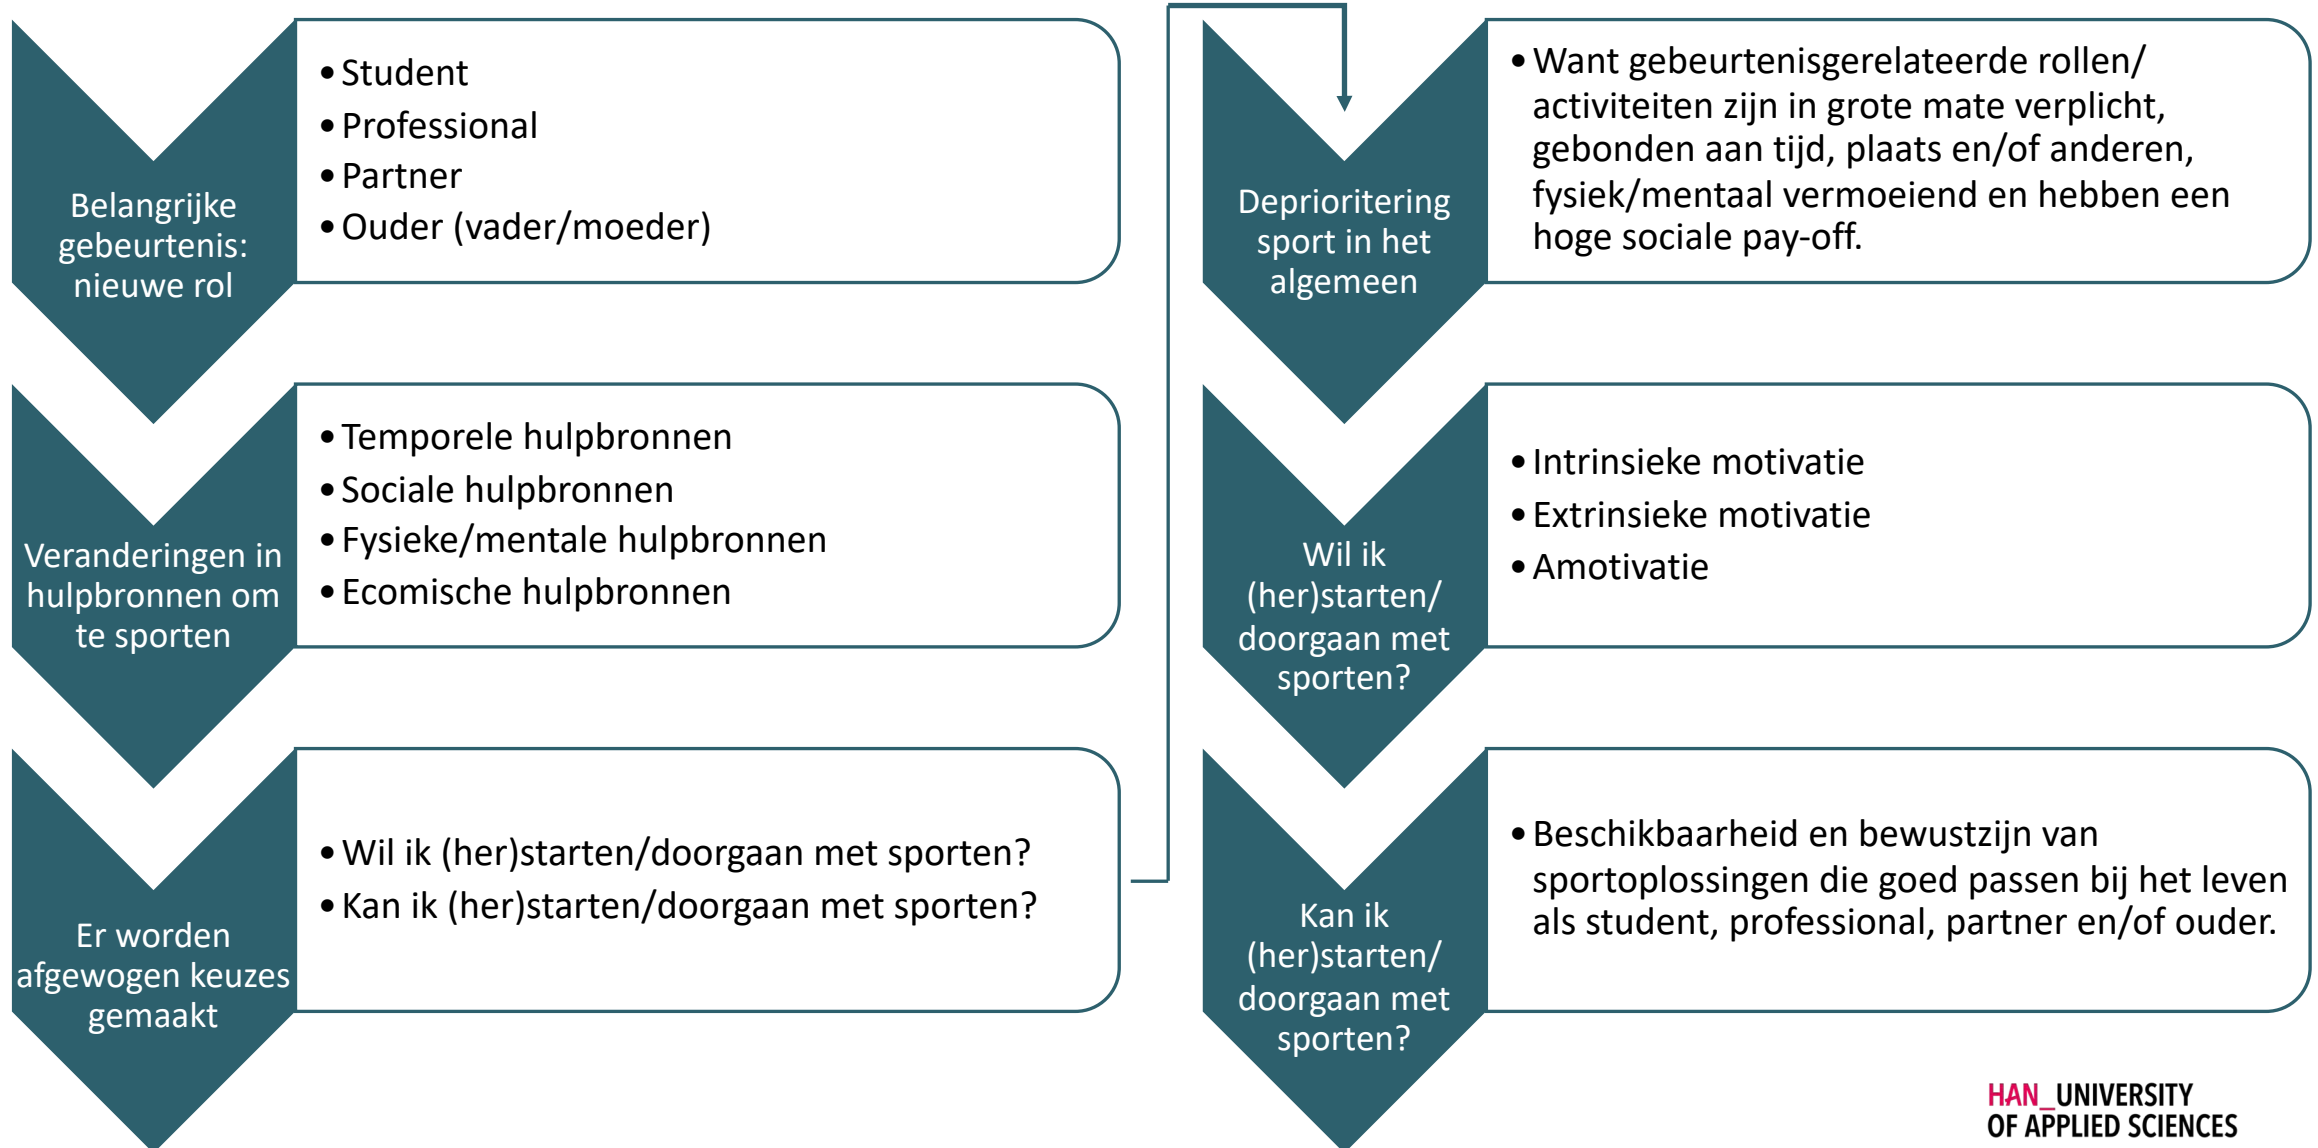 Belangrijke
gebeurtenis:
nieuwe rol
• Student
• Professional
• Partner
• Ouder (vader/moeder)
Veranderingen in
hulpbronnen om
te sporten
• Temporele hulpbronnen
• Sociale hulpbronnen
• Fysieke/mentale hulpbronnen
• Ecomische hulpbronnen
Er worden
afgewogen keuzes
gemaakt
• Wil ik (her)starten/doorgaan met sporten?
• Kan ik (her)starten/doorgaan met sporten?
Deprioritering
sport in het
algemeen
• Want gebeurtenisgerelateerde rollen/
activiteiten zijn in grote mate verplicht,
gebonden aan tijd, plaats en/of anderen,
fysiek/mentaal vermoeiend en hebben een
hoge sociale pay-off.
Wil ik
(her)starten/
doorgaan met
sporten?
• Intrinsieke motivatie
• Extrinsieke motivatie
• Amotivatie
Kan ik
(her)starten/
doorgaan met
sporten?
• Beschikbaarheid en bewustzijn van
sportoplossingen die goed passen bij het leven
als student, professional, partner en/of ouder.
HAN_UNIVERSITY
OF APPLIED SCIENCES